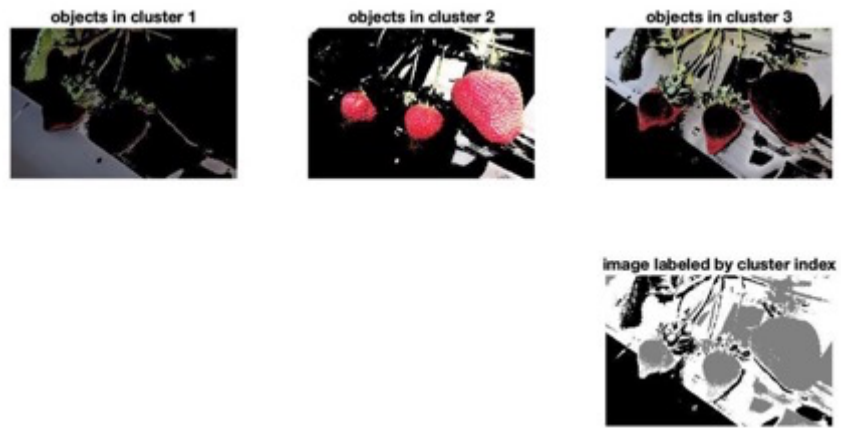 objects in cluster 1
objects in cluster 2
objects in cluster 3
image labeled by cluster index